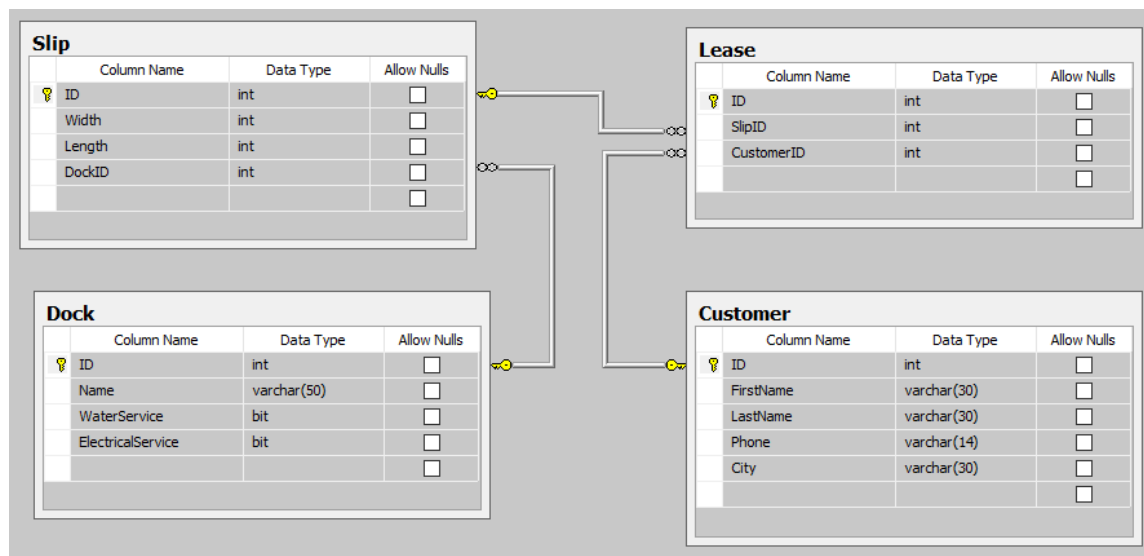 Slip
Column Name Data Type Allow Nulls
ID int
Width int
Length int
DockID int
Lease
Column Name Data Type Allow Nulls
ID int
SlipID int
CustomerID int
Dock
Column Name Data Type Allow Nulls
ID int
Name varchar(50)
WaterService bit
ElectricalService bit
Customer
Column Name Data Type Allow Nulls
ID int
FirstName varchar(30)
LastName varchar(30)
Phone varchar(14)
City varchar(30)